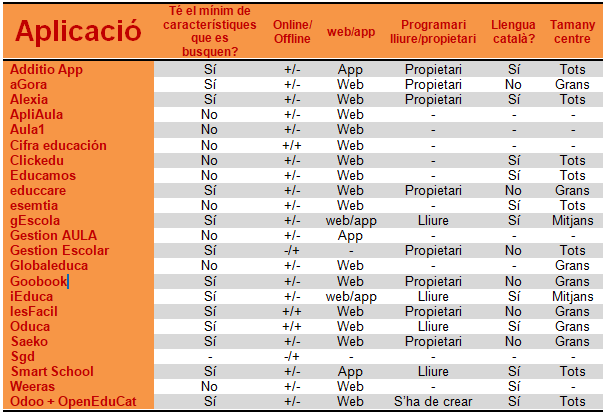 Aplicació Té el mínim de característiques que es busquen? Online/ Offline web/app Programari lliure/propietari Llengua català? Tamany centre
Additio App Sí +/- App Propietari Sí Tots
aGora Sí +/- Web Propietari No Grans
Alexia Sí +/- Web Propietari Sí Tots
ApliAula No +/- Web - - -
Aula1 No +/- Web - - -
Cifra educación No +/+ Web - - -
Clickedu No +/- Web - Sí Tots
Educamos No +/- Web - Sí Tots
educcare Sí +/- Web Propietari No Grans
esemtia No +/- Web - Sí Tots
gEscola Sí +/- web/app Lliure Sí Mitjans
Gestion AULA No +/- App - - -
Gestion Escolar Sí -/+ - Propietari No Tots
Globaleduca No +/- Web - - Grans
Goobook Sí +/- Web Propietari No Grans
iEduca Sí +/- web/app Lliure Sí Mitjans
IesFacil Sí +/+ Web Propietari No Grans
Oduca Sí +/+ Web Lliure Sí Grans
Saeko Sí +/- Web Propietari No Grans
Sgd - -/+ - - - -
Smart School Sí +/- App Lliure Sí Tots
Weeras No +/- Web - Sí -
Odoo + OpenEduCat Sí +/- Web S'ha de crear Sí Tots